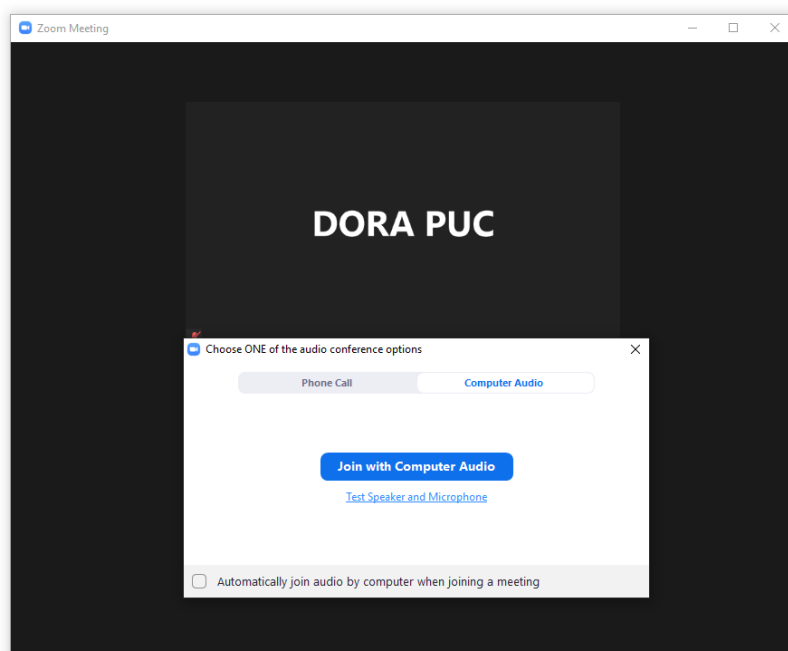 Zoom Meeting
DORA PUC
Choose ONE of the audio conference options
Phone Call
Computer Audio
Join with Computer Audio
Test Speaker and Microphone
Automatically join audio by computer when joining a meeting